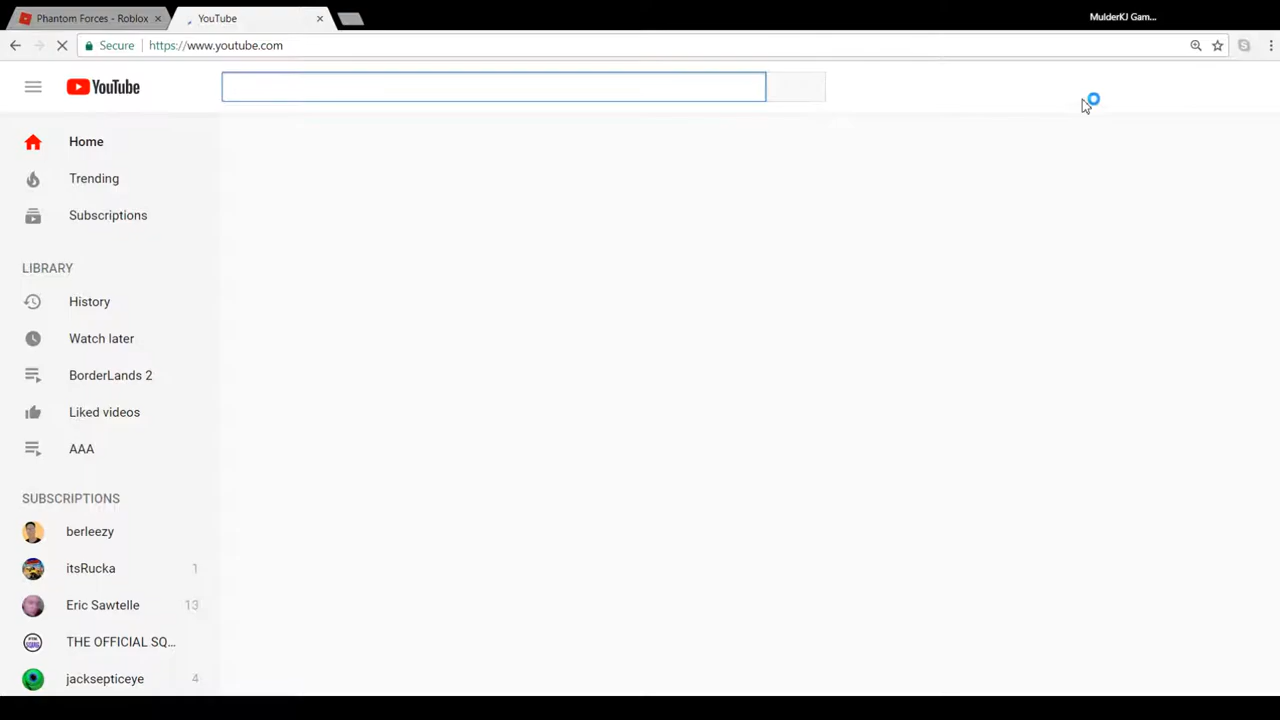 Phantom Forces - Roblox
YouTube
MulderKJ Gam...
Secure
https://www.youtube.com
YouTube
Home
Trending
Subscriptions
LIBRARY
History
Watch later
BorderLands 2
Liked videos
AAA
SUBSCRIPTIONS
berleezy
itsRucka 1
Eric Sawtelle 13
THE OFFICIAL SQ...
jacksepticeye 4